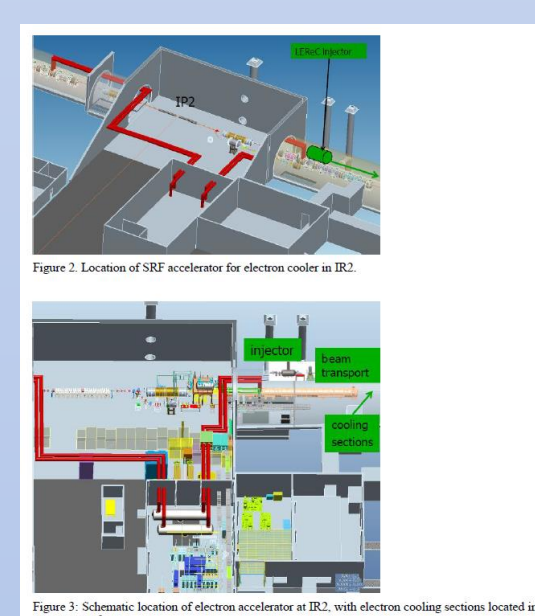 LEReC Injector
IP2
Figure 2. Location of SRF accelerator for electron cooler in IR2.
injector
beam
transport
cooling
sections
Figure 3: Schematic location of electron accelerator at IR2, with electron cooling sections located in